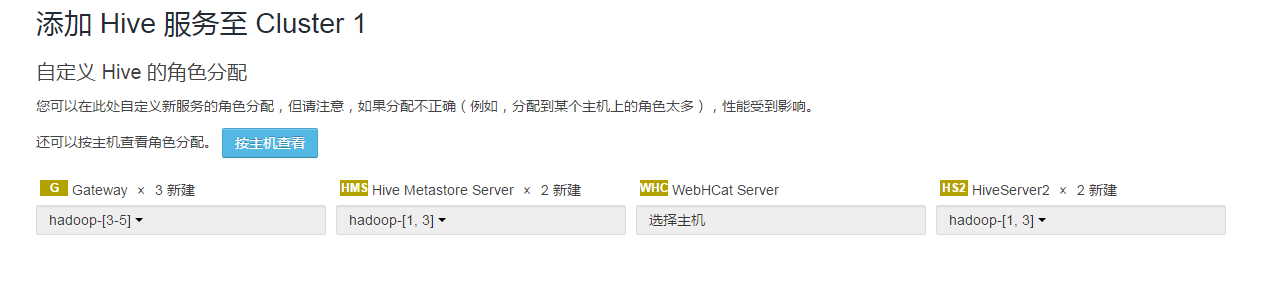 添加 Hive 服务至 Cluster 1
自定义 Hive 的角色分配
您可以在此处自定义新服务的角色分配，但请注意，如果分配不正确（例如，分配到某个主机上的角色太多），性能受到影响。
还可以按主机查看角色分配。 按主机查看
G Gateway × 3 新建 HMS Hive Metastore Server × 2 新建 WHC WebHCat Server HS2 HiveServer2 × 2 新建
hadoop-[3-5] hadoop-[1, 3] 选择主机 hadoop-[1, 3]